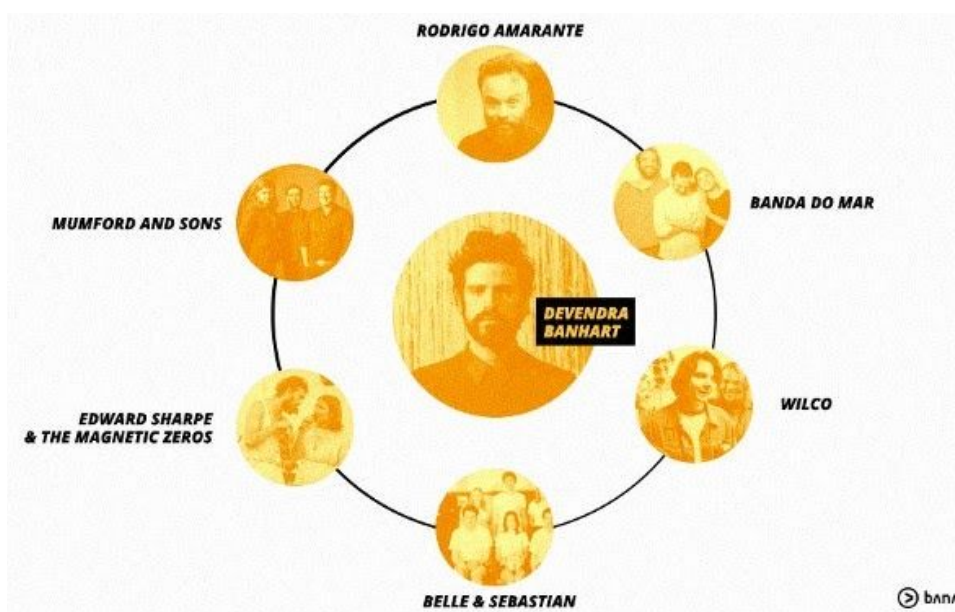 RODRIGO AMARANTE
BANDA DO MAR
MUMFORD AND SONS
DEVENDRA
BANHART
WILCO
EDWARD SHARPE
& THE MAGNETIC ZEROS
BELLE & SEBASTIAN